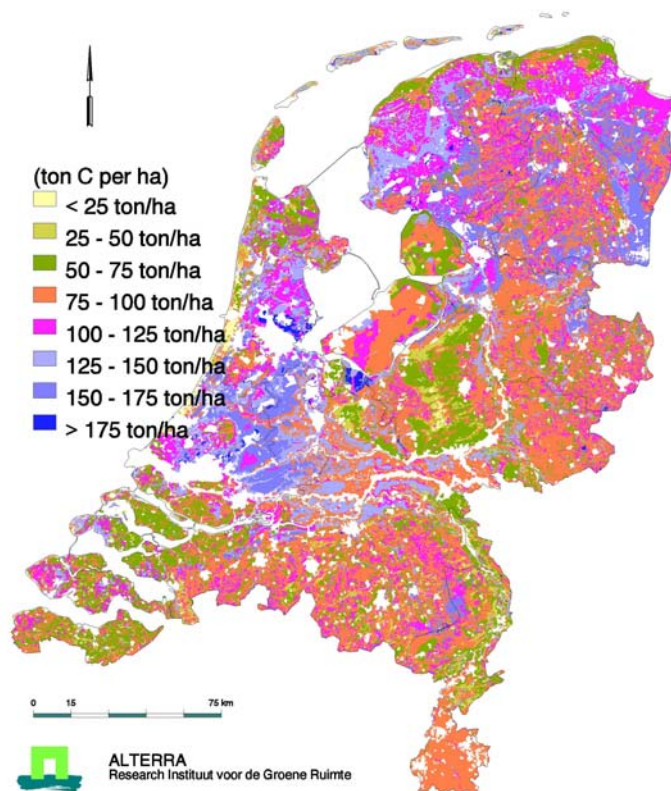 (ton C per ha)
< 25 ton/ha
25 - 50 ton/ha
50 - 75 ton/ha
75 - 100 ton/ha
100 - 125 ton/ha
125 - 150 ton/ha
150 - 175 ton/ha
> 175 ton/ha
0 15 75 km
ALTERRA
Research Instituut voor de Groene Ruimte